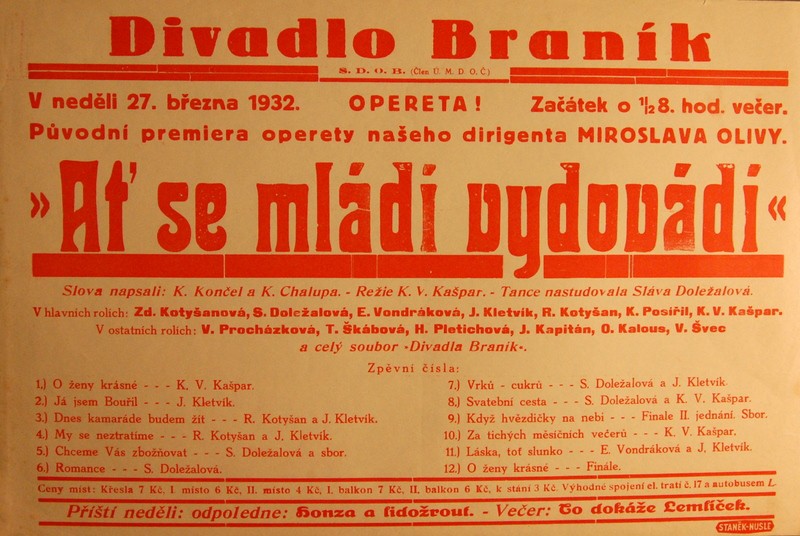 Divadlo Braník
S. D. O. B. (Člen Ú. M. D. O. Č.)
V neděli 27. března 1932. OPERETA! Začátek o ½8. hod. večer.
Původní premiera operety našeho dirigenta MIROSLAVA OLIVY.
»Ať se mládí vydovádí«
Slova napsali: K. Končel a K. Chalupa. - Režie K. V. Kašpar. - Tance nastudovala Sláva Doležalová.
V hlavních rolích: Zd. Kotyšanová, S. Doležalová, E. Vondráková, J. Kletvík, R. Kotyšan, K. Posířil, K. V. Kašpar.
V ostatních rolích: V. Procházková, T. Škábová, H. Pletichová, J. Kapitán, O. Kalous, V. Švec
a celý soubor »Divadla Braník«.
Zpěvní čísla:
1.) O ženy krásné - - - K. V. Kašpar.
2.) Já jsem Bouřil - - - J. Kletvík.
3.) Dnes kamaráde budem žít - - - R. Kotyšan a J. Kletvík.
4.) My se neztratíme - - - R. Kotyšan a J. Kletvík.
5.) Chceme Vás zbožňovat - - - S. Doležalová a sbor.
6.) Romance - - - S. Doležalová.
7.) Vrků - cukrů - - - S. Doležalová a J. Kletvík.
8.) Svatební cesta - - - S. Doležalová a K. V. Kašpar.
9.) Když hvězdičky na nebi - - - Finale II. jednání. Sbor.
10.) Za tichých měsíčních večerů - - - K. V. Kašpar.
11.) Láska, toť slunko - - - E. Vondráková a J. Kletvík.
12.) O ženy krásné - - - Finále.
Ceny míst: Křesla 7 Kč, I. místo 6 Kč, II. místo 4 Kč, I. balkon 7 Kč, II. balkon 6 Kč, k stání 3 Kč. Výhodné spojení el. tratí č. 17 a autobusem L.
Příští neděli: odpoledne: Honza a lidožrout. - Večer: To dokáže Lemlíček.
STANĚK-NUSLE